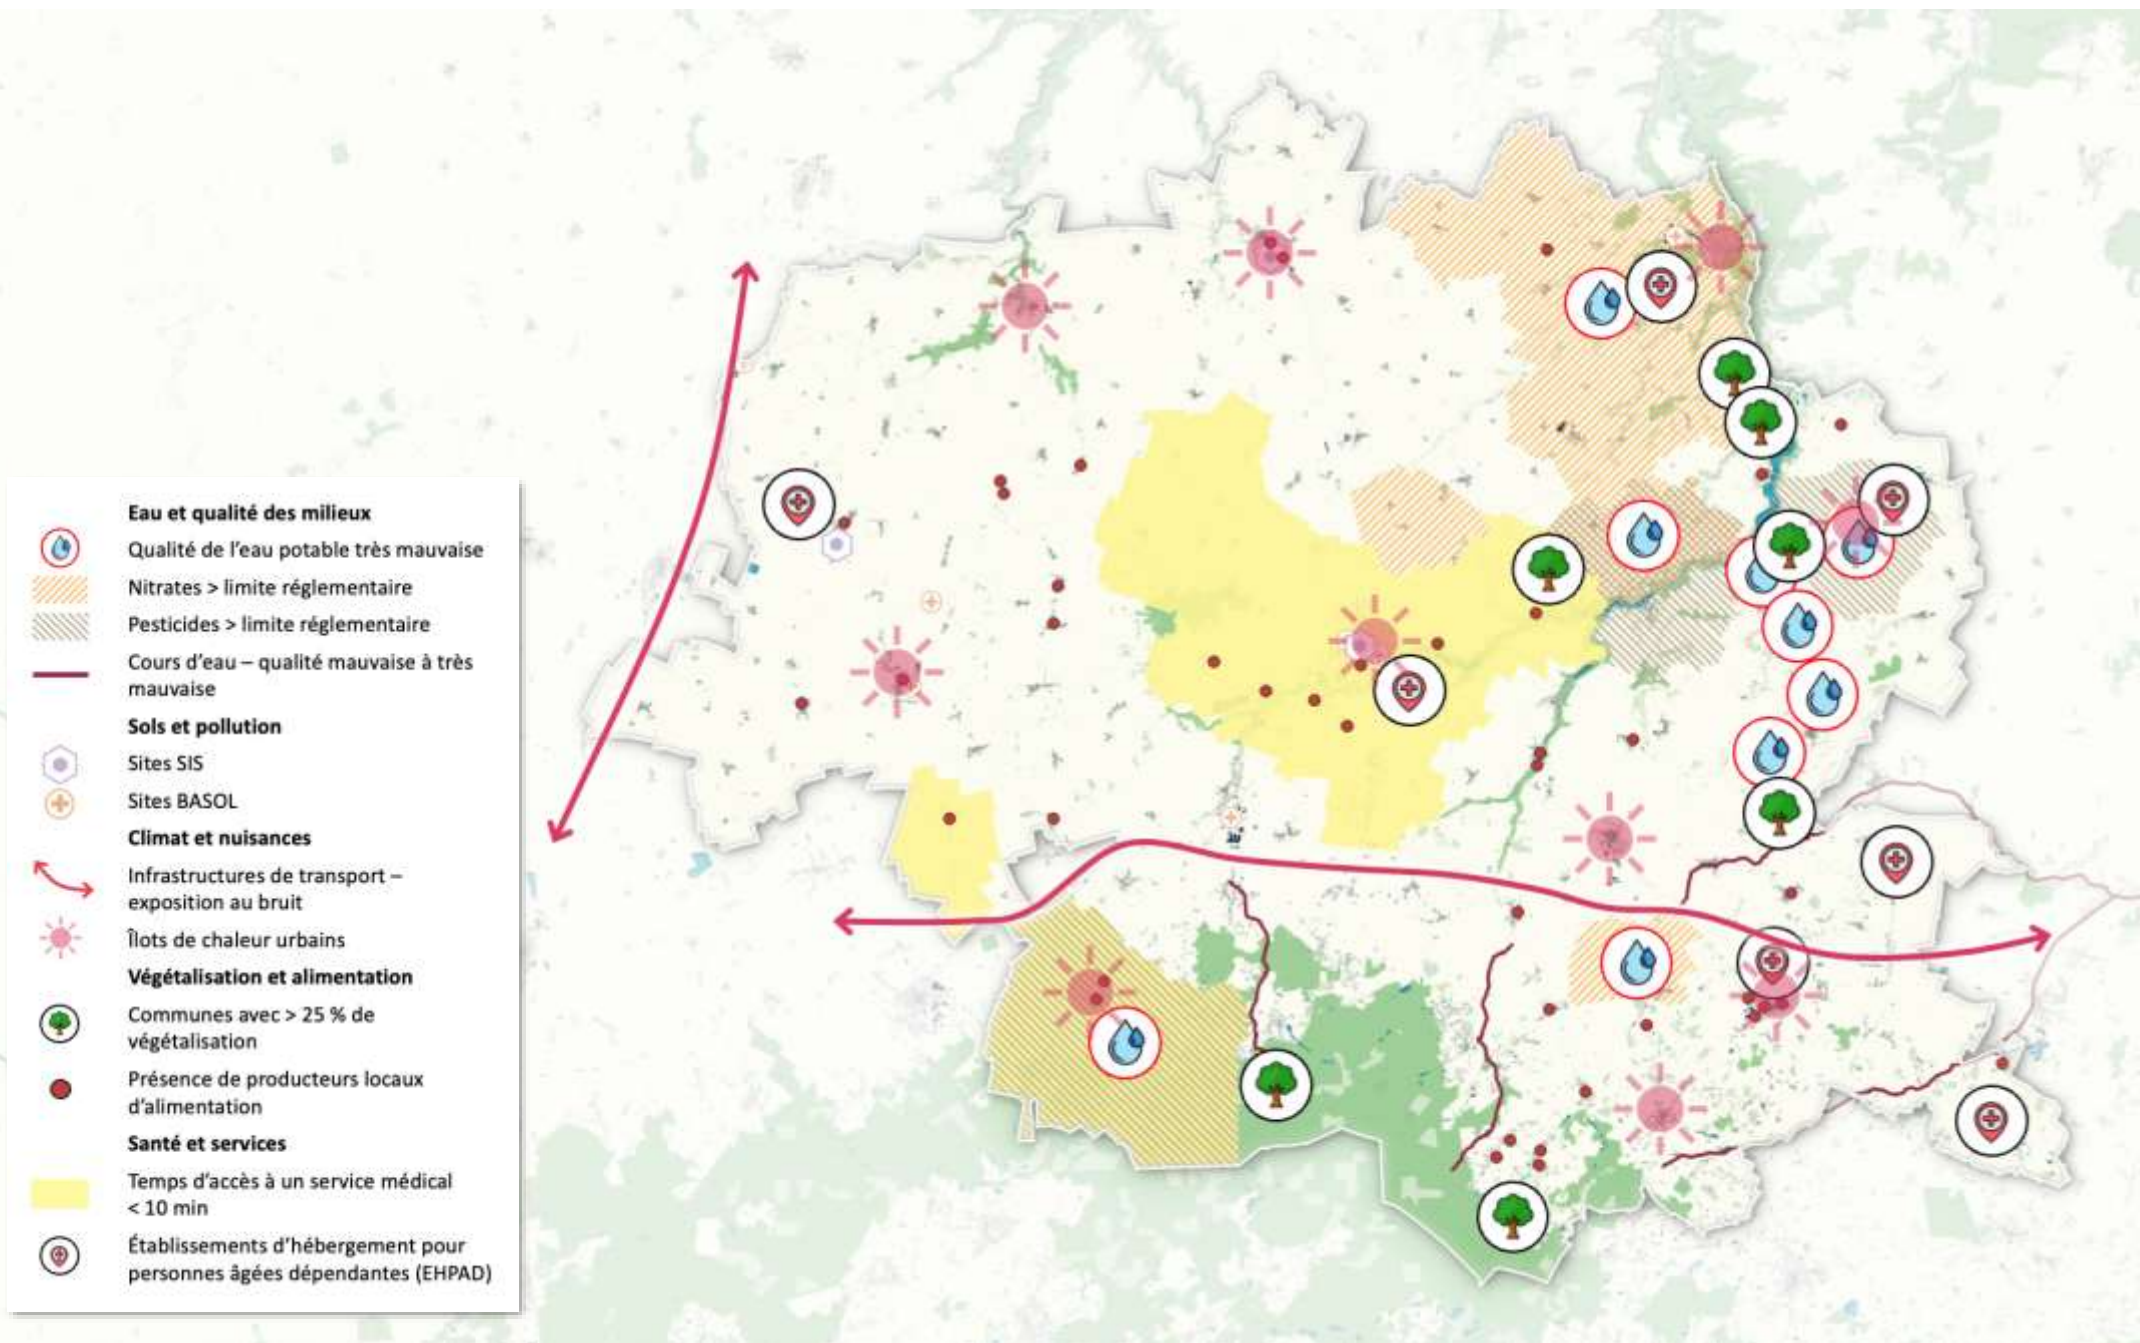 Eau et qualité des milieux
Qualité de l'eau potable très mauvaise
Nitrates > limite réglementaire
Pesticides > limite réglementaire
Cours d'eau – qualité mauvaise à très
mauvaise
Sols et pollution
Sites SIS
Sites BASOL
Climat et nuisances
Infrastructures de transport –
exposition au bruit
Îlots de chaleur urbains
Végétalisation et alimentation
Communes avec > 25 % de
végétalisation
Présence de producteurs locaux
d'alimentation
Santé et services
Temps d'accès à un service médical
< 10 min
Établissements d'hébergement pour
personnes âgées dépendantes (EHPAD)